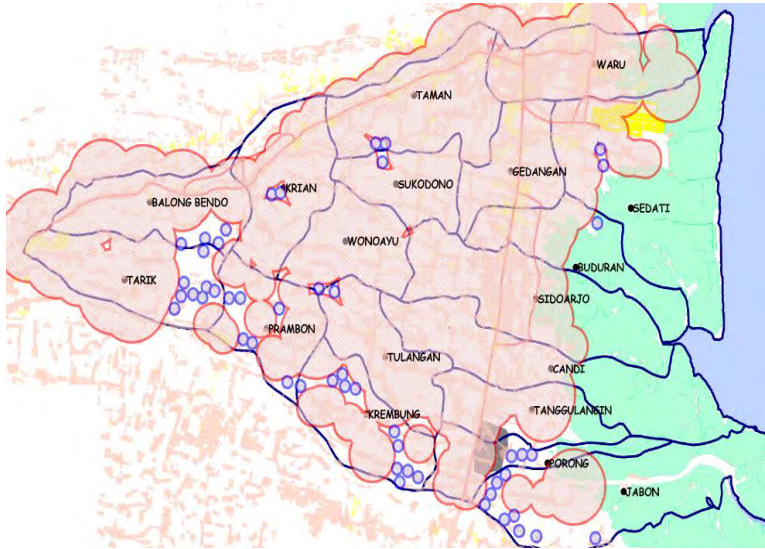 WARU
TAMAN
GEDANGAN
KRIAN
SUKODONO
BALONG BENDO
SEDATI
WONOAYU
BUDURAN
TARIK
SIDOARJO
PRAMBON
TULANGAN
CANDI
TANGGULANGIN
KREMBUNG
PORONG
JABON